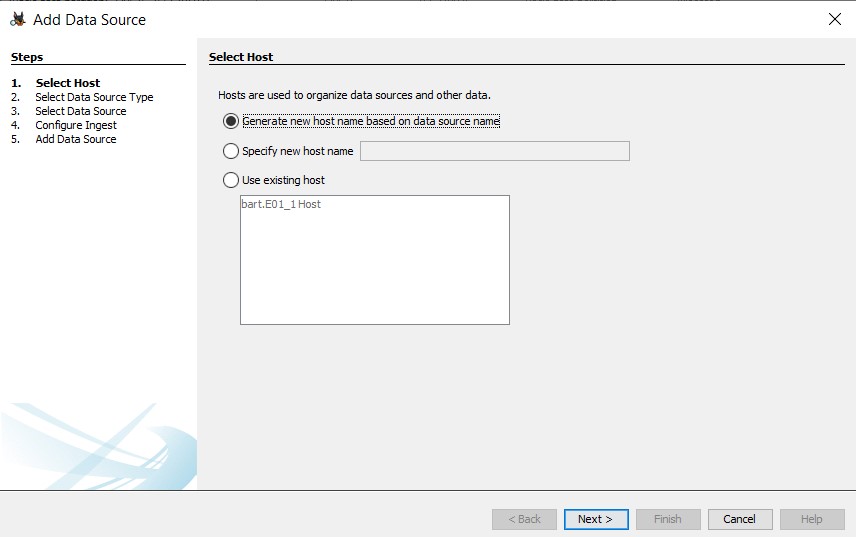 Add Data Source
Steps
1. Select Host
2. Select Data Source Type
3. Select Data Source
4. Configure Ingest
5. Add Data Source
Select Host
Hosts are used to organize data sources and other data.
Generate new host name based on data source name
Specify new host name
Use existing host
bart.E01_1 Host
< Back
Next >
Finish
Cancel
Help